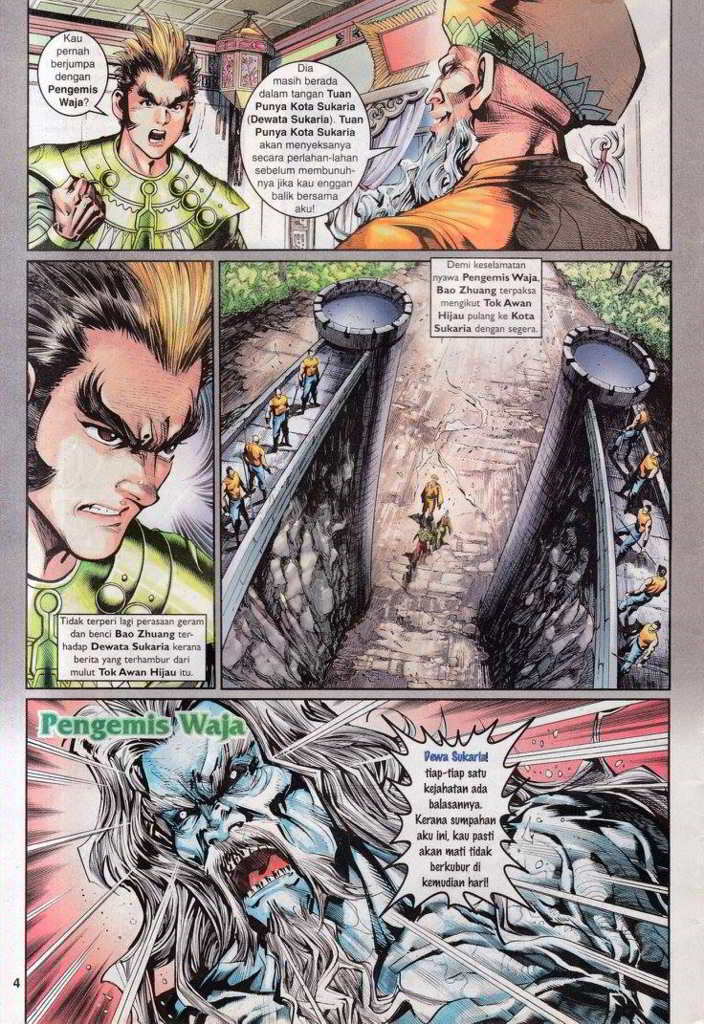 Kau
pernah
berjumpa
dengan
Pengemis
Waja?
Dia
masih berada
dalam tangan Tuan
Punya Kota Sukaria
(Dewata Sukaria). Tuan
Punya Kota Sukaria
akan menyeksanya
secara perlahan-lahan
sebelum membunuh-
nya jika kau enggan
balik bersama
aku!
Demi keselamatan
nyawa Pengemis Waja,
Bao Zhuang terpaksa
mengikut Tok Awan
Hijau pulang ke Kota
Sukaria dengan segera.
Tidak terperi lagi perasaan geram
dan benci Bao Zhuang ter-
hadap Dewata Sukaria kerana
berita yang terhambur dari
mulut Tok Awan Hijau itu.
Pengemis Waja
Dewa Sukaria!
tiap-tiap satu
kejahatan ada
balasannya.
Kerana sumpahan
aku ini, kau pasti
akan mati tidak
berkubur di
kemudian hari!
4